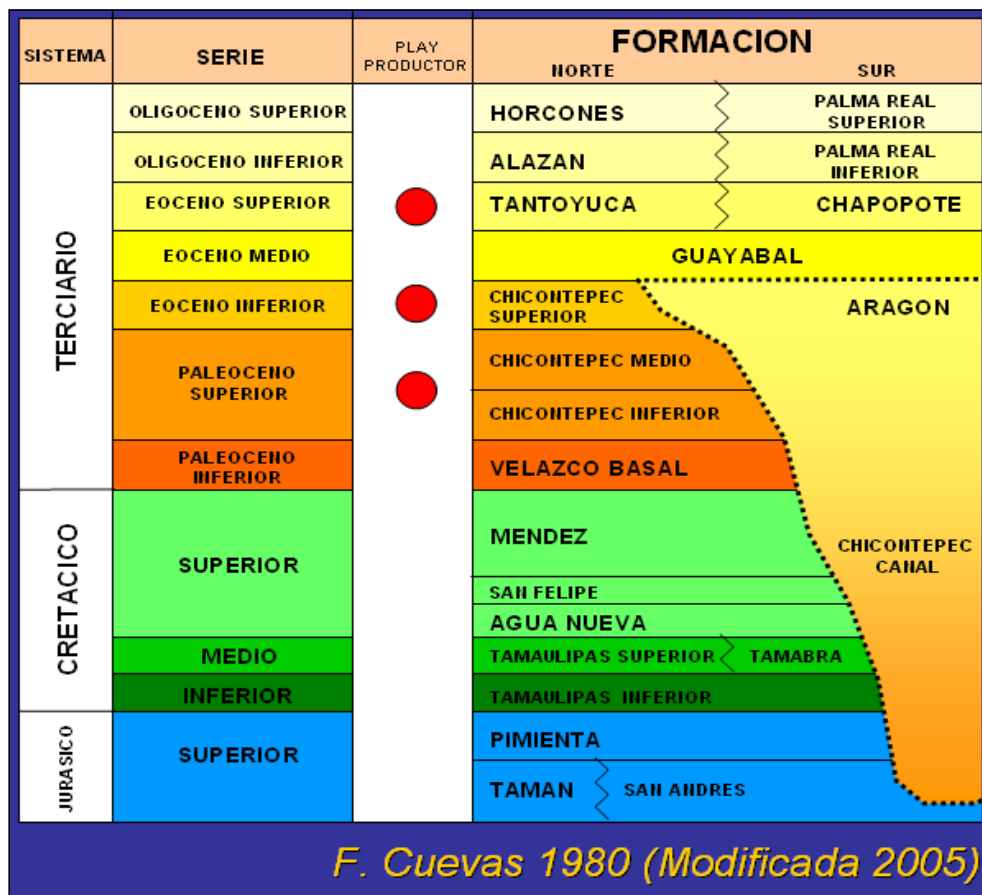 SISTEMA
SERIE
PLAY
PRODUCTOR
FORMACION
NORTE
SUR
TERCIARIO
OLIGOCENO SUPERIOR
HORCONES
PALMA REAL
SUPERIOR
OLIGOCENO INFERIOR
ALAZAN
PALMA REAL
INFERIOR
EOCENO SUPERIOR
TANTOYUCA
CHAPOPOTE
EOCENO MEDIO
GUAYABAL
EOCENO INFERIOR
CHICONTEPEC
SUPERIOR
ARAGON
PALEOCENO
SUPERIOR
CHICONTEPEC MEDIO
CHICONTEPEC INFERIOR
PALEOCENO
INFERIOR
VELAZCO BASAL
CRETACICO
SUPERIOR
MENDEZ
CHICONTEPEC
CANAL
SAN FELIPE
AGUA NUEVA
MEDIO
TAMAULIPAS SUPERIOR
TAMABRA
INFERIOR
TAMAULIPAS INFERIOR
JURASICO
SUPERIOR
PIMIENTA
TAMAN
SAN ANDRES
F. Cuevas 1980 (Modificada 2005)